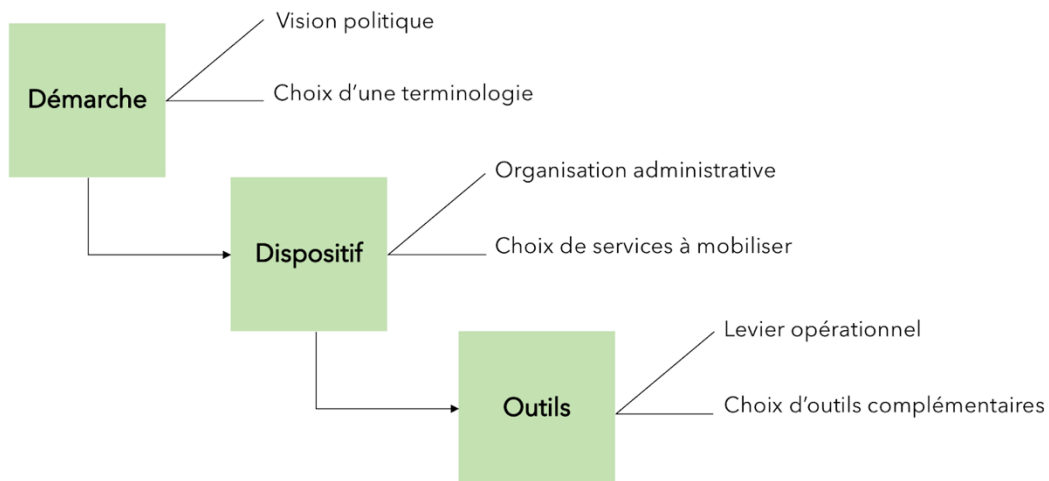 Vision politique
Démarche
Choix d’une terminologie
Organisation administrative
Dispositif
Choix de services à mobiliser
Levier opérationnel
Outils
Choix d’outils complémentaires